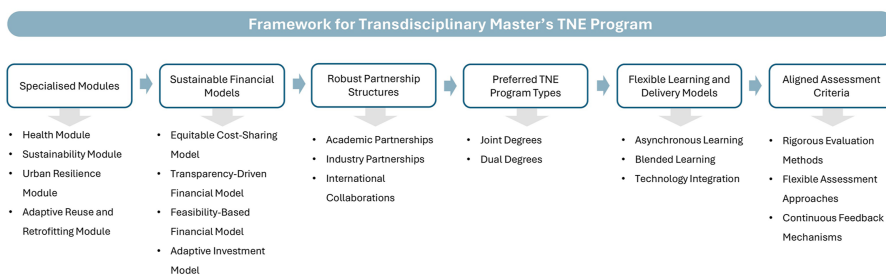 Framework for Transdisciplinary Master's TNE Program
Specialised Modules
• Health Module
• Sustainability Module
• Urban Resilience
Module
• Adaptive Reuse and
Retrofitting Module
Sustainable Financial
Models
• Equitable Cost-Sharing
Model
• Transparency-Driven
Financial Model
• Feasibility-Based
Financial Model
• Adaptive Investment
Model
Robust Partnership
Structures
• Academic Partnerships
• Industry Partnerships
• International
Collaborations
Preferred TNE
Program Types
• Joint Degrees
• Dual Degrees
Flexible Learning and
Delivery Models
• Asynchronous Learning
• Blended Learning
• Technology Integration
Aligned Assessment
Criteria
• Rigorous Evaluation
Methods
• Flexible Assessment
Approaches
• Continuous Feedback
Mechanisms